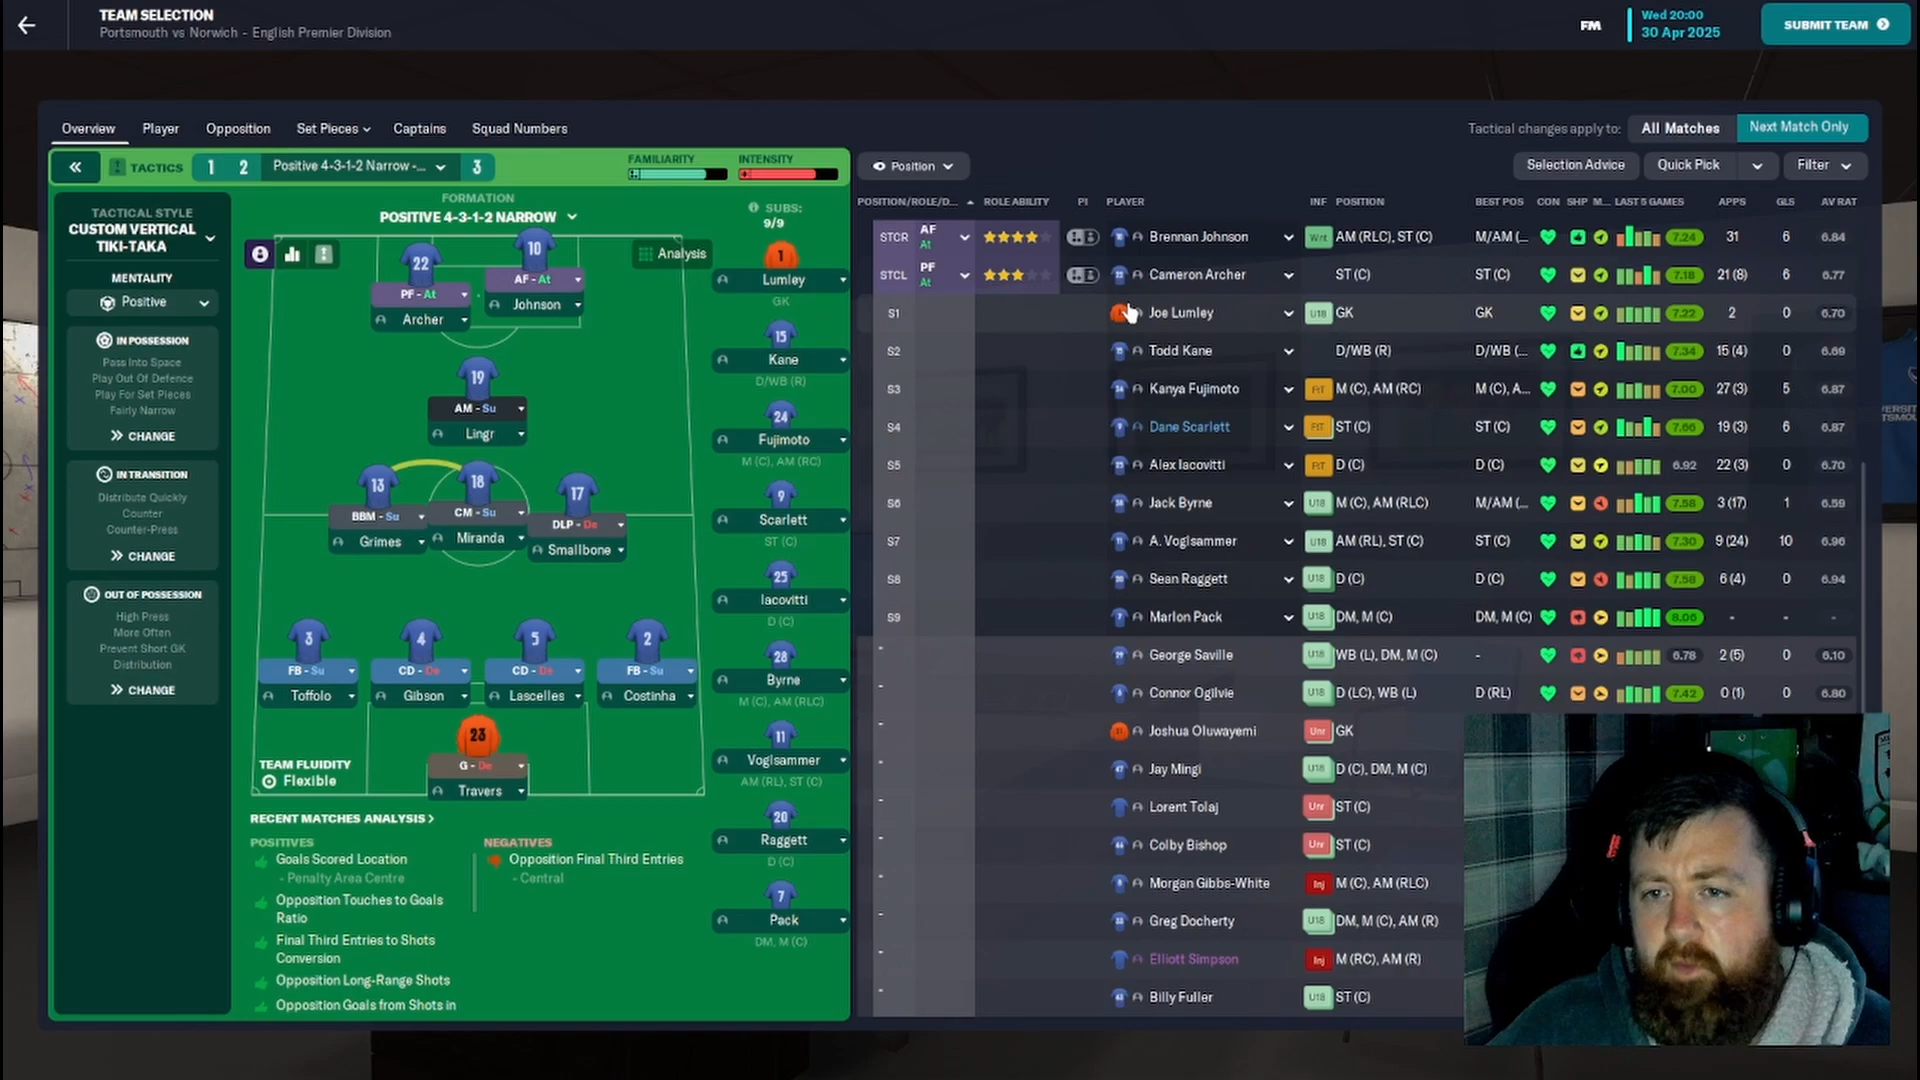 TEAM SELECTION
Portsmouth vs Norwich - English Premier Division
FM
Wed 20:00
30 Apr 2025
SUBMIT TEAM
Overview Player Opposition Set Pieces Captains Squad Numbers
Tactical changes apply to: All Matches Next Match Only
TACTICS 1 2 Positive 4-3-1-2 Narrow -... 3
FAMILIARITY
INTENSITY
TACTICAL STYLE
CUSTOM VERTICAL
TIKI-TAKA
MENTALITY
Positive
IN POSSESSION
Pass Into Space
Play Out Of Defence
Play For Set Pieces
Fairly Narrow
CHANGE
IN TRANSITION
Distribute Quickly
Counter
Counter-Press
CHANGE
OUT OF POSSESSION
High Press
More Often
Prevent Short GK
Distribution
CHANGE
FORMATION
POSITIVE 4-3-1-2 NARROW
Analysis
22
PF - At
Archer
10
AF - At
Johnson
19
AM - Su
Lingr
13
BBM - Su
Grimes
18
CM - Su
Miranda
17
DLP - De
Smallbone
3
FB - Su
Toffolo
4
CD - De
Gibson
5
CD - De
Lascelles
2
FB - Su
Costinha
23
G - De
Travers
TEAM FLUIDITY
Flexible
SUBS:
9/9
1
Lumley
GK
15
Kane
D/WB (R)
24
Fujimoto
M (C), AM (RC)
9
Scarlett
ST (C)
25
Iacovitti
D (C)
28
Byrne
M (C), AM (RLC)
11
Voglsammer
AM (RL), ST (C)
20
Raggett
D (C)
7
Pack
DM, M (C)
RECENT MATCHES ANALYSIS
POSITIVES
Goals Scored Location
- Penalty Area Centre
Opposition Touches to Goals
Ratio
Final Third Entries to Shots
Conversion
Opposition Long-Range Shots
Opposition Goals from Shots in
NEGATIVES
Opposition Final Third Entries
- Central
Position
Selection Advice Quick Pick Filter
POSITION/ROLE/D... ROLE ABILITY PI PLAYER INF POSITION BEST POS CON SHP M... LAST 5 GAMES APPS GLS AV RAT
STCR AF At Brennan Johnson Wnt AM (RLC), ST (C) M/AM (... 7.24 31 6 6.84
STCL PF At Cameron Archer ST (C) ST (C) 7.18 21 (8) 6 6.77
S1 Joe Lumley U18 GK GK 7.22 2 0 6.70
S2 Todd Kane D/WB (R) D/WB (... 7.34 15 (4) 0 6.69
S3 Kanya Fujimoto M (C), AM (RC) M (C), A... 7.00 27 (3) 5 6.87
S4 Dane Scarlett ST (C) ST (C) 7.66 19 (3) 6 6.87
S5 Alex Iacovitti D (C) D (C) 6.92 22 (3) 0 6.70
S6 Jack Byrne U18 M (C), AM (RLC) M/AM (... 7.58 3 (17) 1 6.59
S7 A. Voglsammer U18 AM (RL), ST (C) ST (C) 7.30 9 (24) 10 6.96
S8 Sean Raggett U18 D (C) D (C) 7.58 6 (4) 0 6.94
S9 Marlon Pack U18 DM, M (C) DM, M (C) 8.06 - - -
- George Saville U18 WB (L), DM, M (C) - 6.78 2 (5) 0 6.10
- Connor Ogilvie U18 D (LC), WB (L) D (RL) 7.42 0 (1) 0 6.80
- Joshua Oluwayemi Unr GK
- Jay Mingi U18 D (C), DM, M (C)
- Lorent Tolaj Unr ST (C)
- Colby Bishop Unr ST (C)
- Morgan Gibbs-White Inj M (C), AM (RLC)
- Greg Docherty U18 DM, M (C), AM (R)
- Elliott Simpson Inj M (RC), AM (R)
- Billy Fuller U18 ST (C)